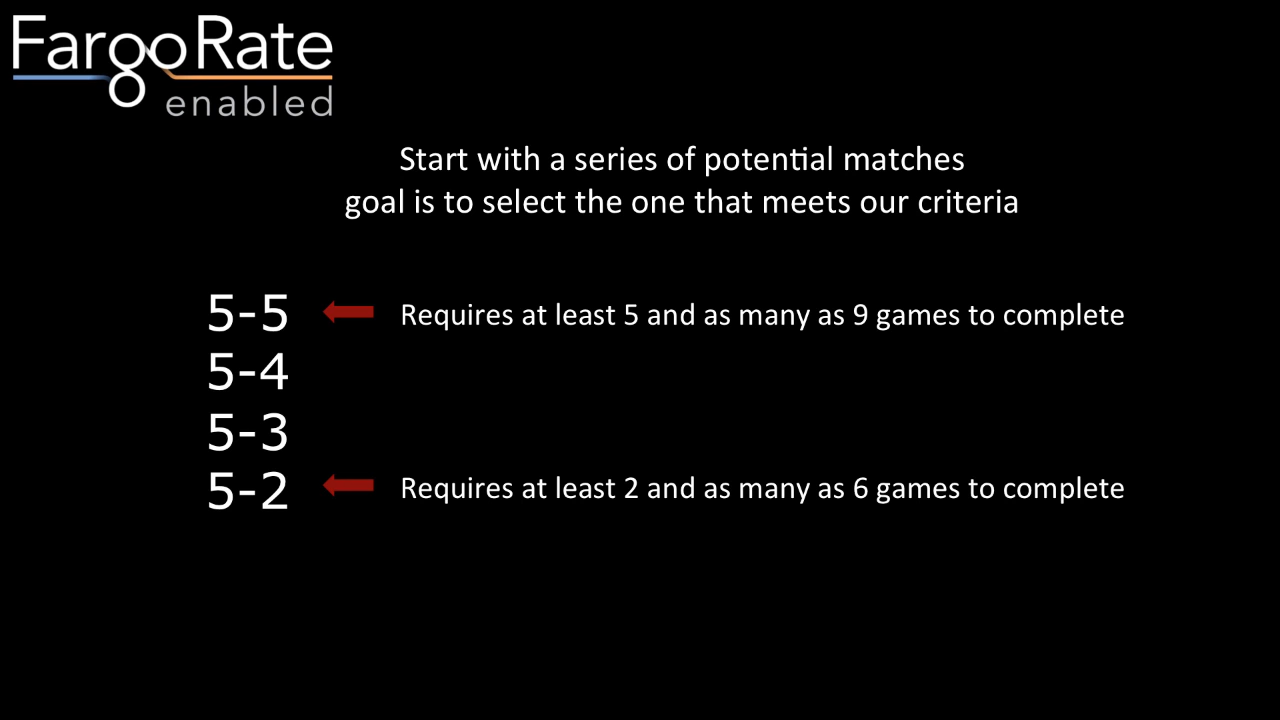 FargoRate
enabled
Start with a series of potential matches
goal is to select the one that meets our criteria
5-5 Requires at least 5 and as many as 9 games to complete
5-4
5-3
5-2 Requires at least 2 and as many as 6 games to complete